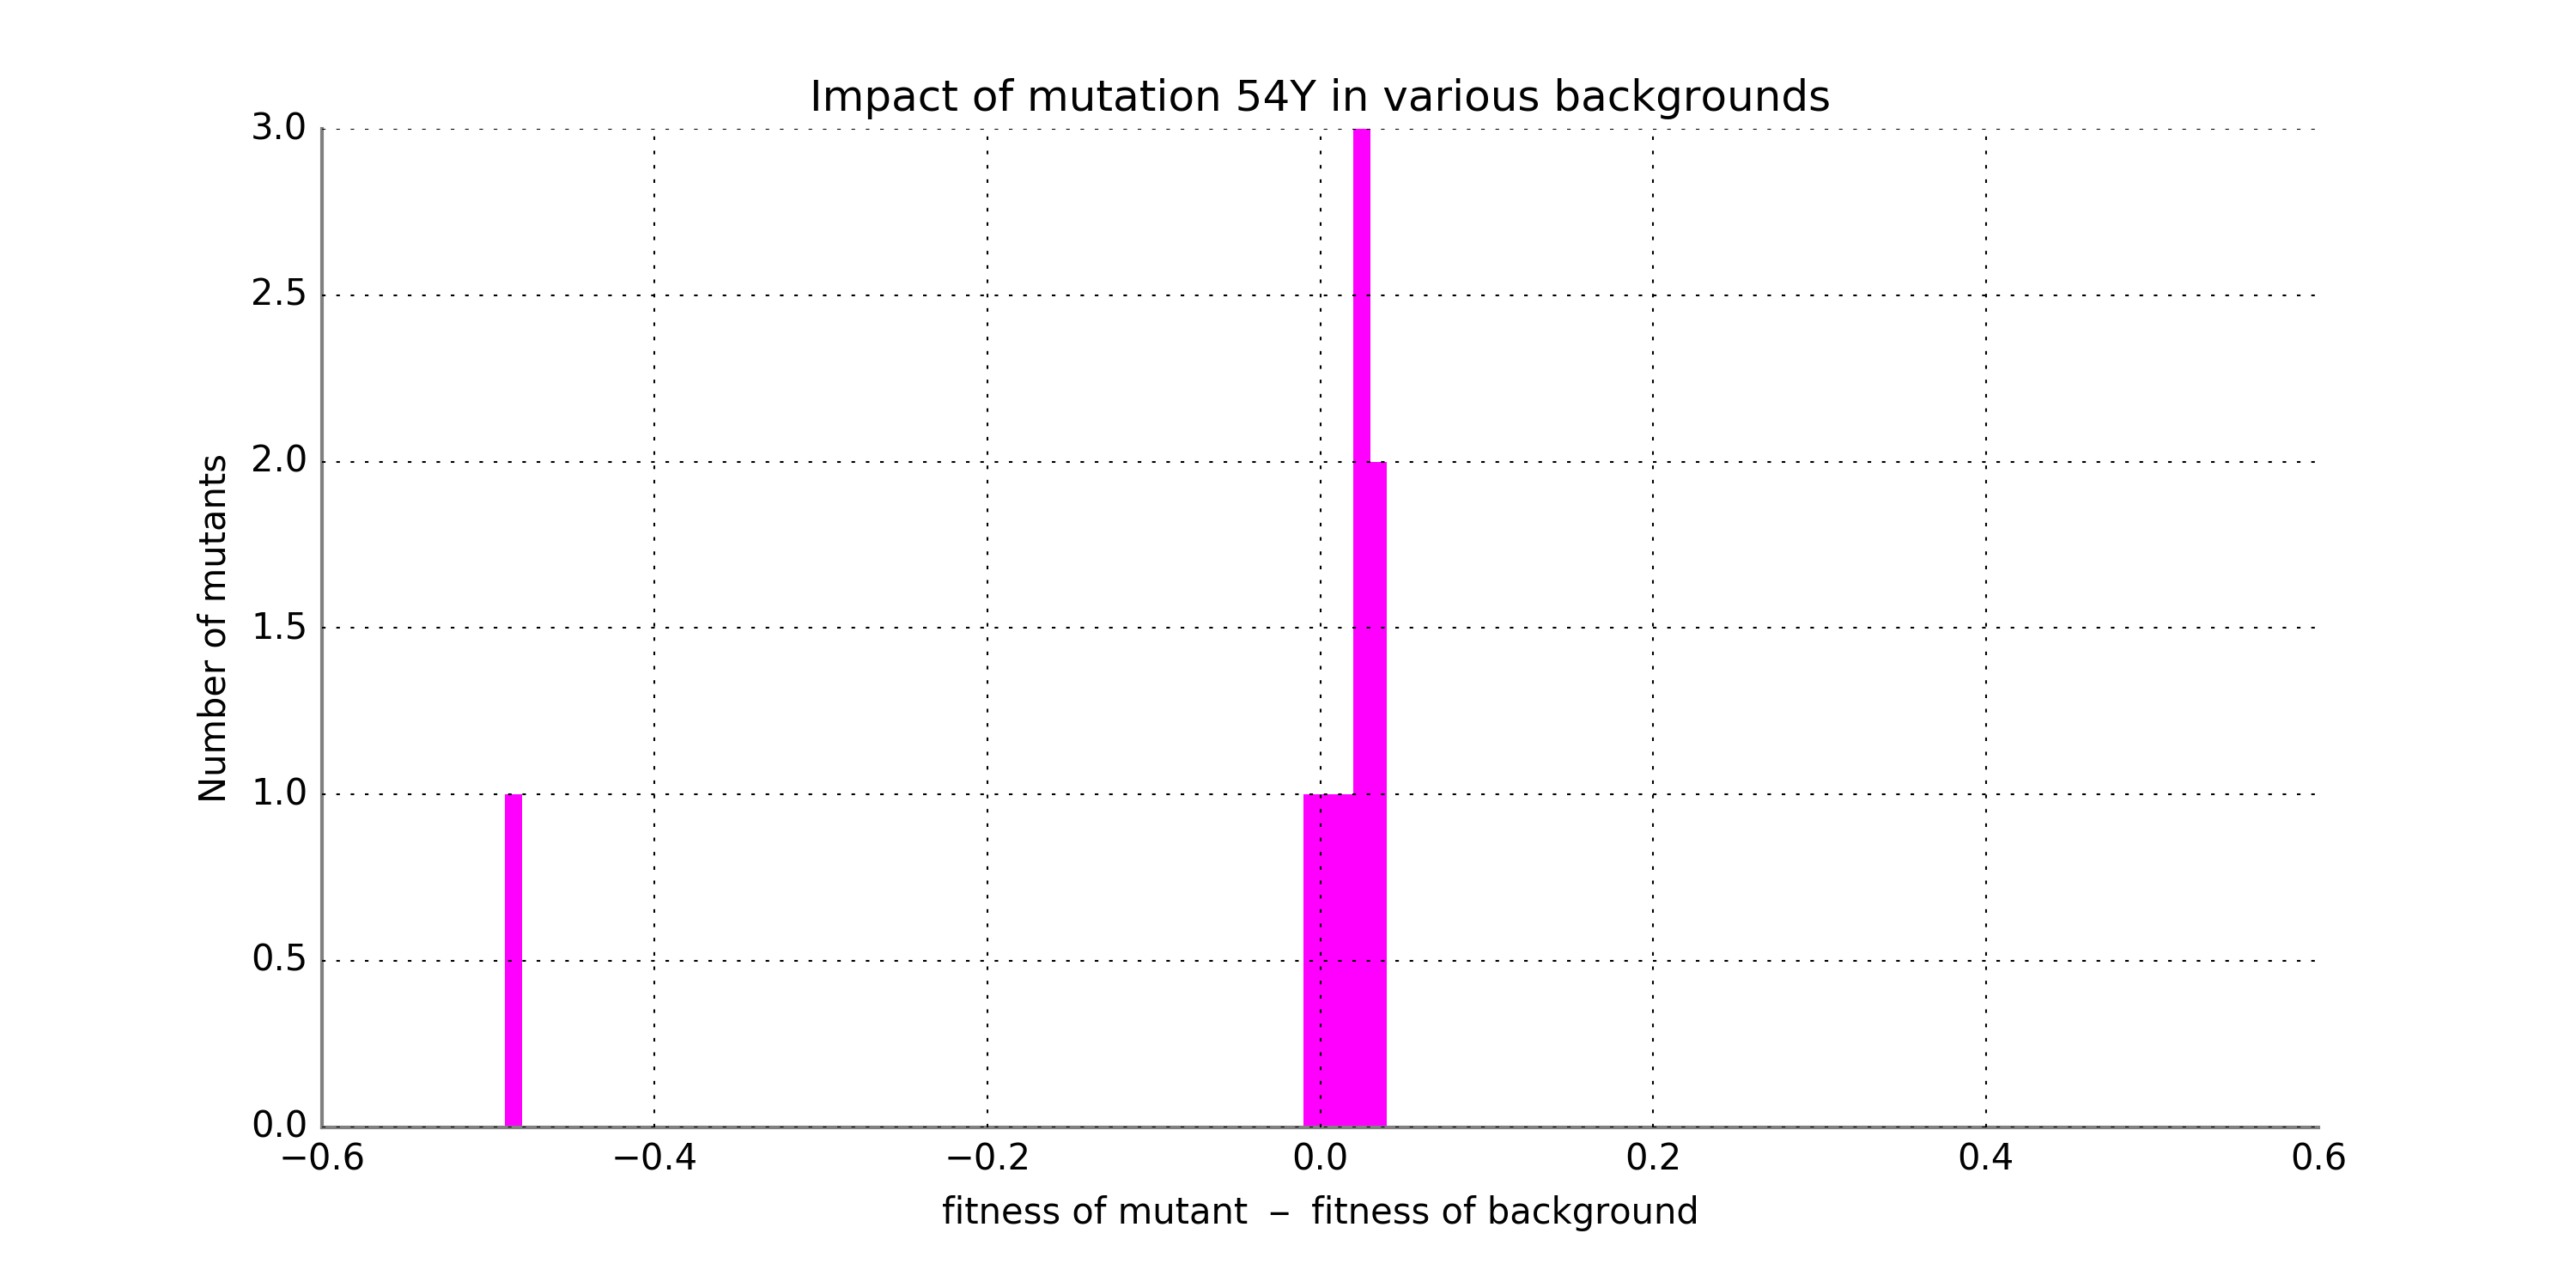 Impact of mutation 54Y in various backgrounds
3.0
2.5
2.0
1.5
1.0
0.5
0.0
Number of mutants
−0.6 −0.4 −0.2 0.0 0.2 0.4 0.6
fitness of mutant − fitness of background